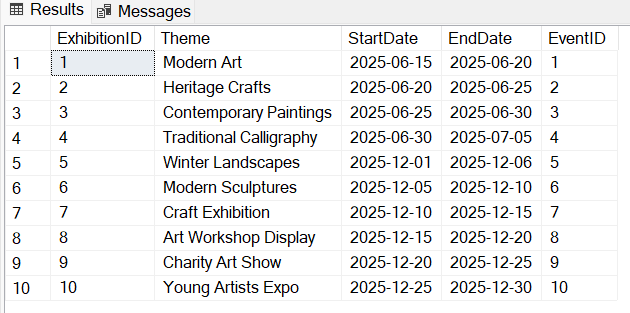 Results Messages
ExhibitionID Theme StartDate EndDate EventID
1 1 Modern Art 2025-06-15 2025-06-20 1
2 2 Heritage Crafts 2025-06-20 2025-06-25 2
3 3 Contemporary Paintings 2025-06-25 2025-06-30 3
4 4 Traditional Calligraphy 2025-06-30 2025-07-05 4
5 5 Winter Landscapes 2025-12-01 2025-12-06 5
6 6 Modern Sculptures 2025-12-05 2025-12-10 6
7 7 Craft Exhibition 2025-12-10 2025-12-15 7
8 8 Art Workshop Display 2025-12-15 2025-12-20 8
9 9 Charity Art Show 2025-12-20 2025-12-25 9
10 10 Young Artists Expo 2025-12-25 2025-12-30 10